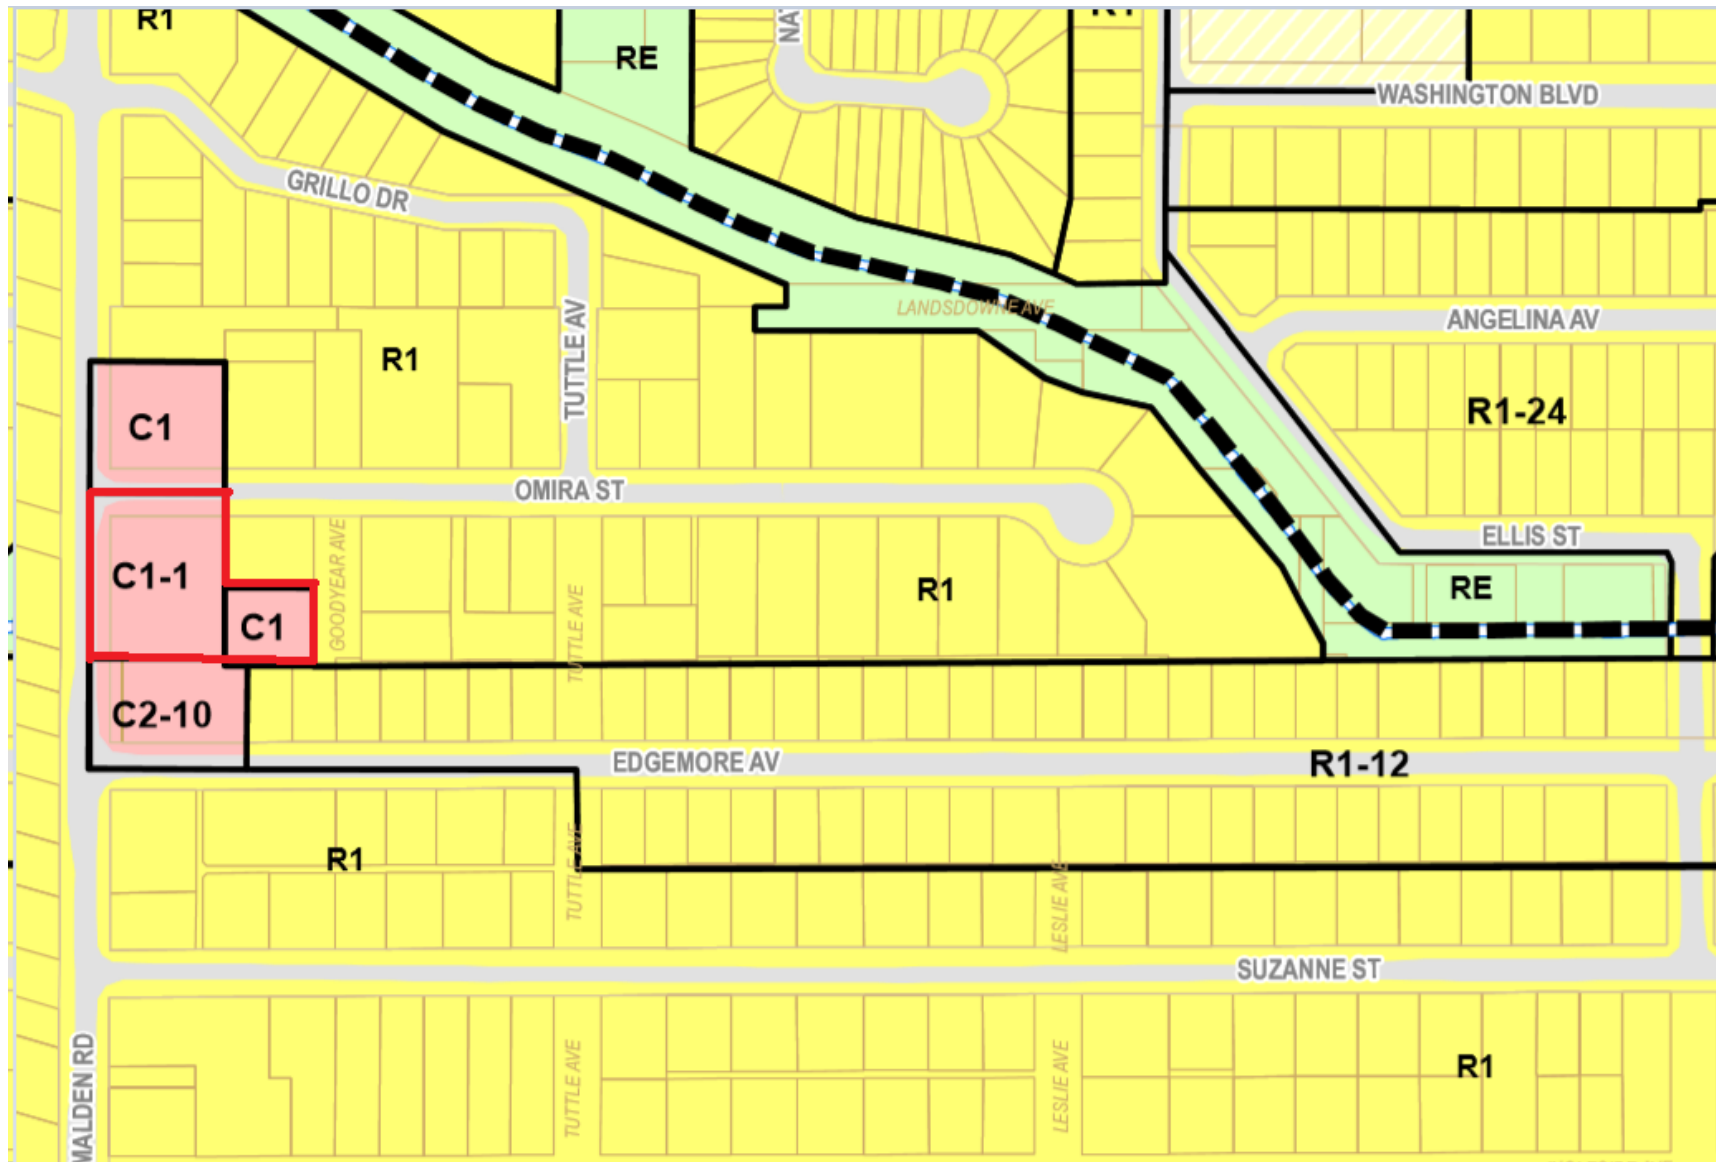 R1
RE
NA
R1
WASHINGTON BLVD
GRILLO DR
LANDSDOWNE AVE
ANGELINA AV
TUTTLE AV
R1
R1-24
C1
OMIRA ST
ELLIS ST
C1-1
GOODYEAR AVE
TUTTLE AVE
R1
RE
C1
C2-10
EDGEMORE AV
R1-12
R1
TUTTLE AVE
LESLIE AVE
SUZANNE ST
MALDEN RD
TUTTLE AVE
LESLIE AVE
R1